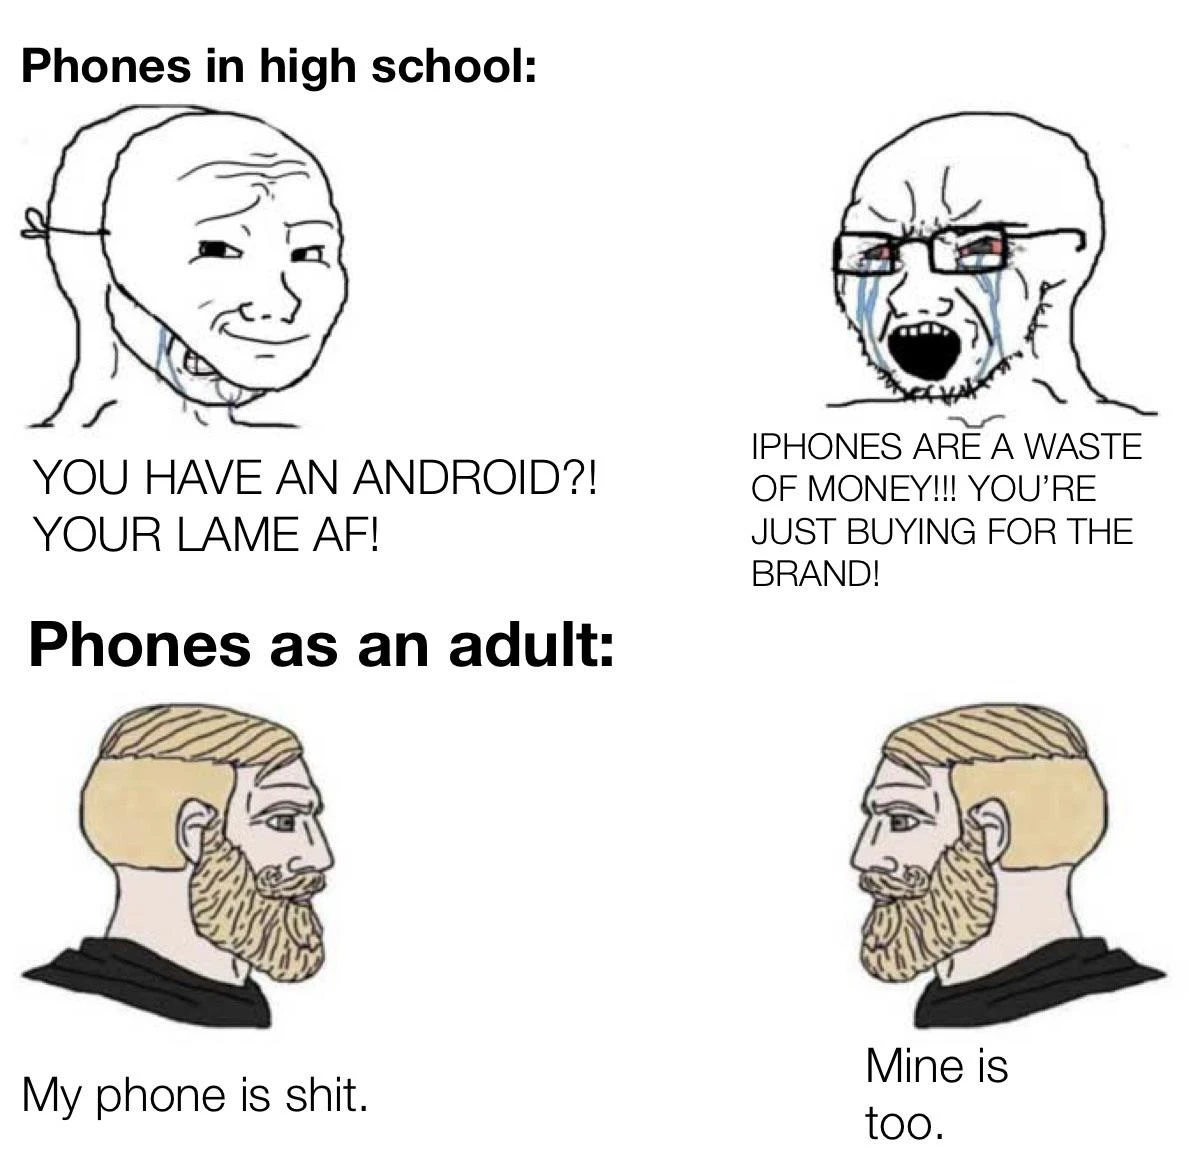 Phones in high school:
YOU HAVE AN ANDROID?!
YOUR LAME AF!
IPHONES ARE A WASTE
OF MONEY!!! YOU’RE
JUST BUYING FOR THE
BRAND!
Phones as an adult:
My phone is shit.
Mine is
too.